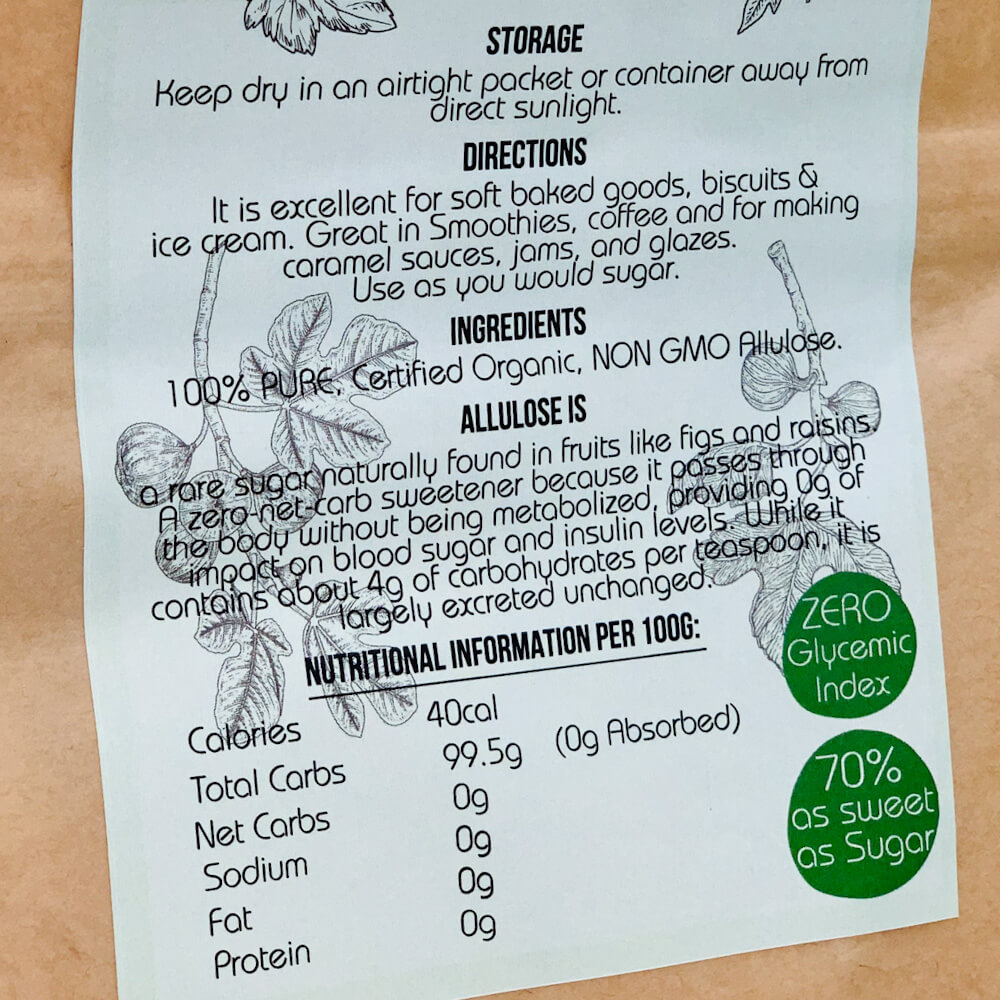 STORAGE
Keep dry in an airtight packet or container away from
direct sunlight.
DIRECTIONS
It is excellent for soft baked goods, biscuits &
ice cream. Great in Smoothies, coffee and for making
caramel sauces, jams, and glazes.
Use as you would sugar.
INGREDIENTS
100% PURE, Certified Organic, NON GMO Allulose.
ALLULOSE IS
a rare sugar naturally found in fruits like figs and raisins.
A zero-net-carb sweetener because it passes through
the body without being metabolized, providing 0g of
impact on blood sugar and insulin levels. While it
contains about 4g of carbohydrates per teaspoon, it is
largely excreted unchanged.
NUTRITIONAL INFORMATION PER 100G:
Calories 40cal
Total Carbs 99.5g (0g Absorbed)
Net Carbs 0g
Sodium 0g
Fat 0g
Protein 0g
ZERO
Glycemic
Index
70%
as sweet
as Sugar